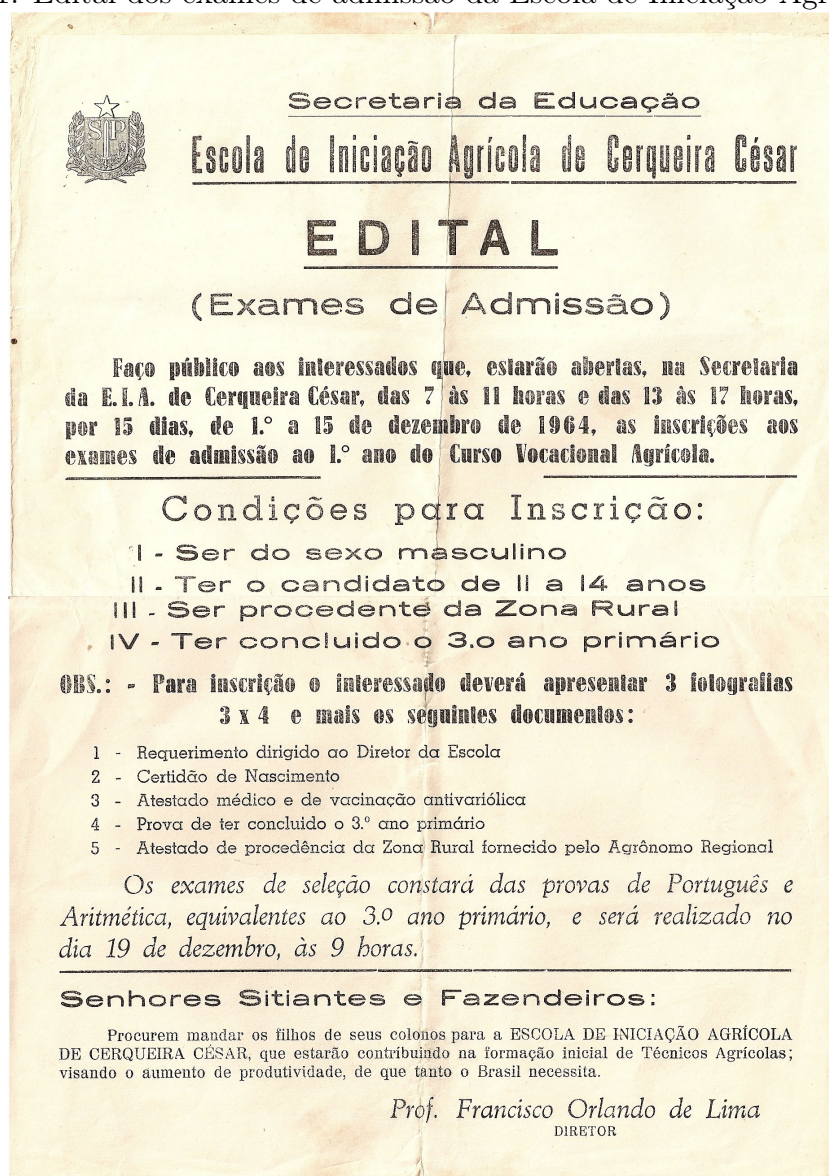 Edital dos exames de admissão da Escola de Iniciação
Secretaria da Educação
SP
Escola de Iniciação Agrícola de Cerqueira César
EDITAL
(Exames de Admissão)
Faço público aos interessados que, estarão abertas, na Secretaria
da E.I.A. de Cerqueira César, das 7 às 11 horas e das 13 às 17 horas,
por 15 dias, de 1.º a 15 de dezembro de 1964, as inscrições aos
exames de admissão ao 1.º ano do Curso Vocacional Agrícola.
Condições para Inscrição:
I - Ser do sexo masculino
II - Ter o candidato de 11 a 14 anos
III - Ser procedente da Zona Rural
IV - Ter concluido o 3.o ano primário
OBS.: - Para inscrição o interessado deverá apresentar 3 fotografias
3 x 4 e mais os seguintes documentos:
1 - Requerimento dirigido ao Diretor da Escola
2 - Certidão de Nascimento
3 - Atestado médico e de vacinação antivariólica
4 - Prova de ter concluido o 3.º ano primário
5 - Atestado de procedência da Zona Rural fornecido pelo Agrônomo Regional
Os exames de seleção constará das provas de Português e
Aritmética, equivalentes ao 3.o ano primário, e será realizado no
dia 19 de dezembro, às 9 horas.
Senhores Sitiantes e Fazendeiros:
Procurem mandar os filhos de seus colonos para a ESCOLA DE INICIAÇÃO AGRÍCOLA
DE CERQUEIRA CÉSAR, que estarão contribuindo na formação inicial de Técnicos Agrícolas;
visando o aumento de produtividade, de que tanto o Brasil necessita.
Prof. Francisco Orlando de Lima
DIRETOR